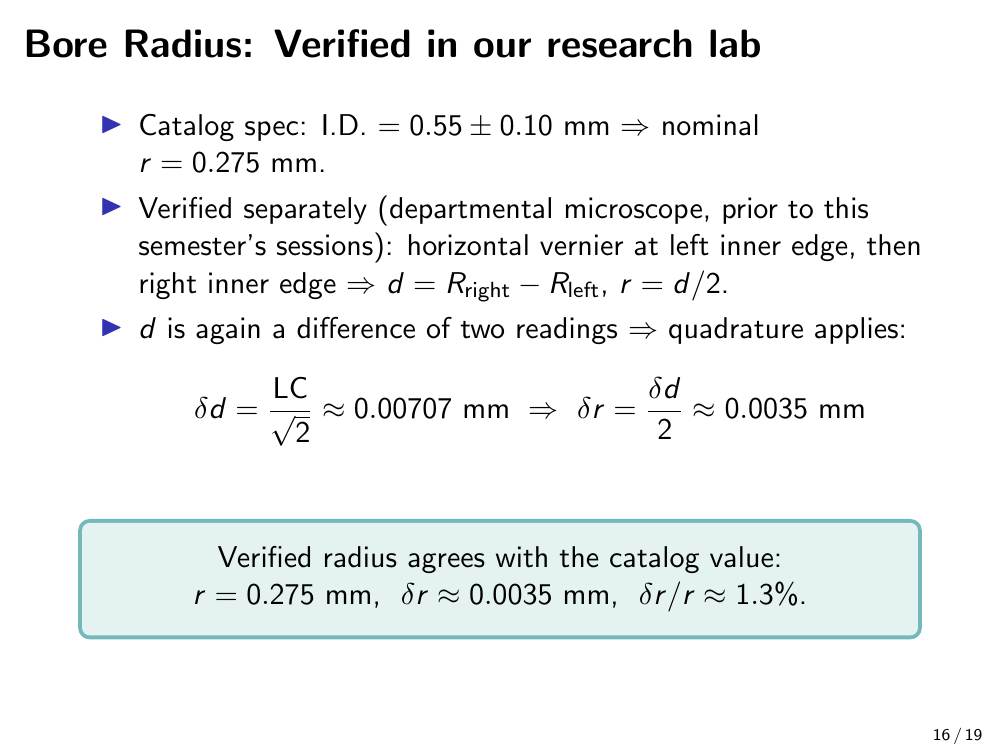 Bore Radius: Verified in our research lab
▶ Catalog spec: I.D. = 0.55 ± 0.10 mm ⇒ nominal
r = 0.275 mm.
▶ Verified separately (departmental microscope, prior to this
semester's sessions): horizontal vernier at left inner edge, then
right inner edge ⇒ d = R_right − R_left, r = d/2.
▶ d is again a difference of two readings ⇒ quadrature applies:
δd = LC/√2 ≈ 0.00707 mm ⇒ δr = δd/2 ≈ 0.0035 mm
Verified radius agrees with the catalog value:
r = 0.275 mm, δr ≈ 0.0035 mm, δr/r ≈ 1.3%.
16 / 19